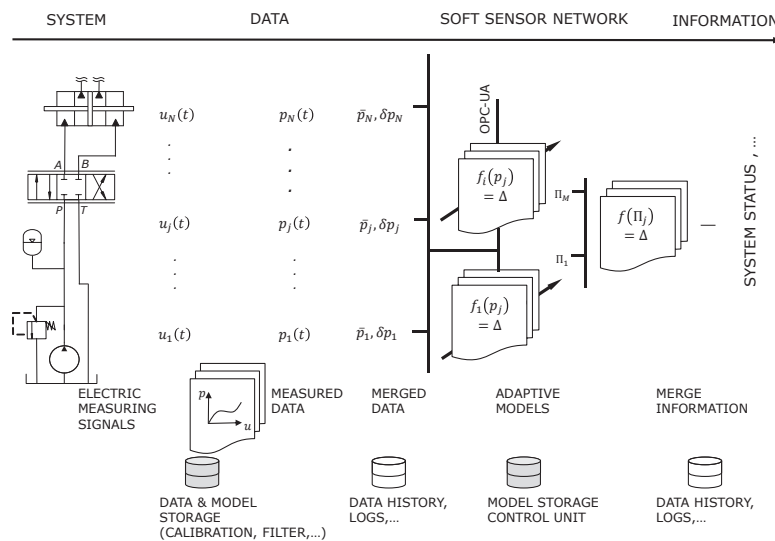 SYSTEM DATA SOFT SENSOR NETWORK INFORMATION
u_N(t) p_N(t) p̄_N, δp_N
OPC-UA
A B
f_i(p_j)
= Δ
Π_M
f(Π_j)
= Δ
P T
u_j(t) p_j(t) p̄_j, δp_j
SYSTEM STATUS , ...
Π_1
f_1(p_j)
= Δ
u_1(t) p_1(t) p̄_1, δp_1
ELECTRIC
MEASURING
SIGNALS
p
u
MEASURED
DATA
MERGED
DATA
ADAPTIVE
MODELS
MERGE
INFORMATION
DATA & MODEL
STORAGE
(CALIBRATION, FILTER,...)
DATA HISTORY,
LOGS,...
MODEL STORAGE
CONTROL UNIT
DATA HISTORY,
LOGS,...